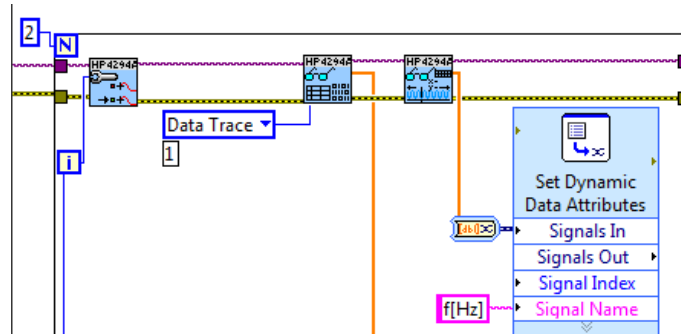 2
N
HP4294A
HP4294A
HP4294A
Data Trace
1
i
Set Dynamic
Data Attributes
[dbl]
Signals In
Signals Out
Signal Index
f[Hz]
Signal Name